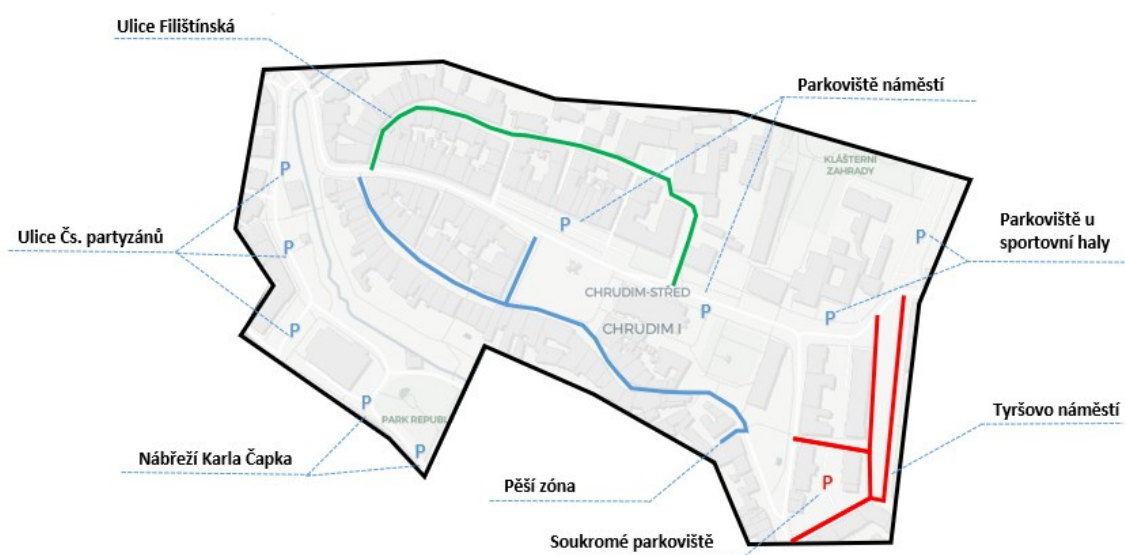 Ulice Filištínská
Parkoviště náměstí
KLÁŠTERNÍ
ZAHRADY
P
P
P
Parkoviště u
sportovní haly
Ulice Čs. partyzánů
P
CHRUDIM-STŘED
P
P
CHRUDIM I
P
P
PARK REPUBL
Tyršovo náměstí
P
Nábřeží Karla Čapka
Pěší zóna
P
Soukromé parkoviště